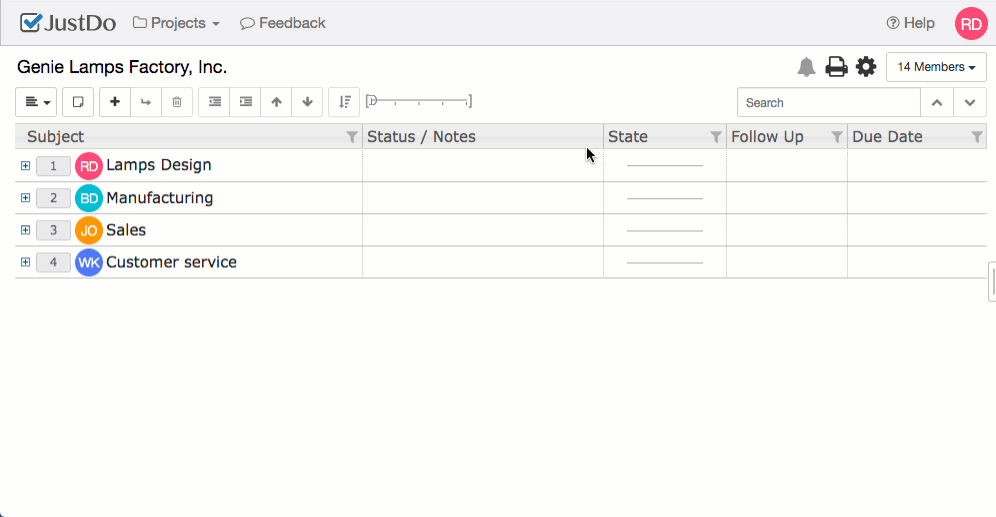 JustDo Projects Feedback Help RD
Genie Lamps Factory, Inc. 14 Members
Search
Subject Status / Notes State Follow Up Due Date
1 RD Lamps Design
2 BD Manufacturing
3 JO Sales
4 WK Customer service